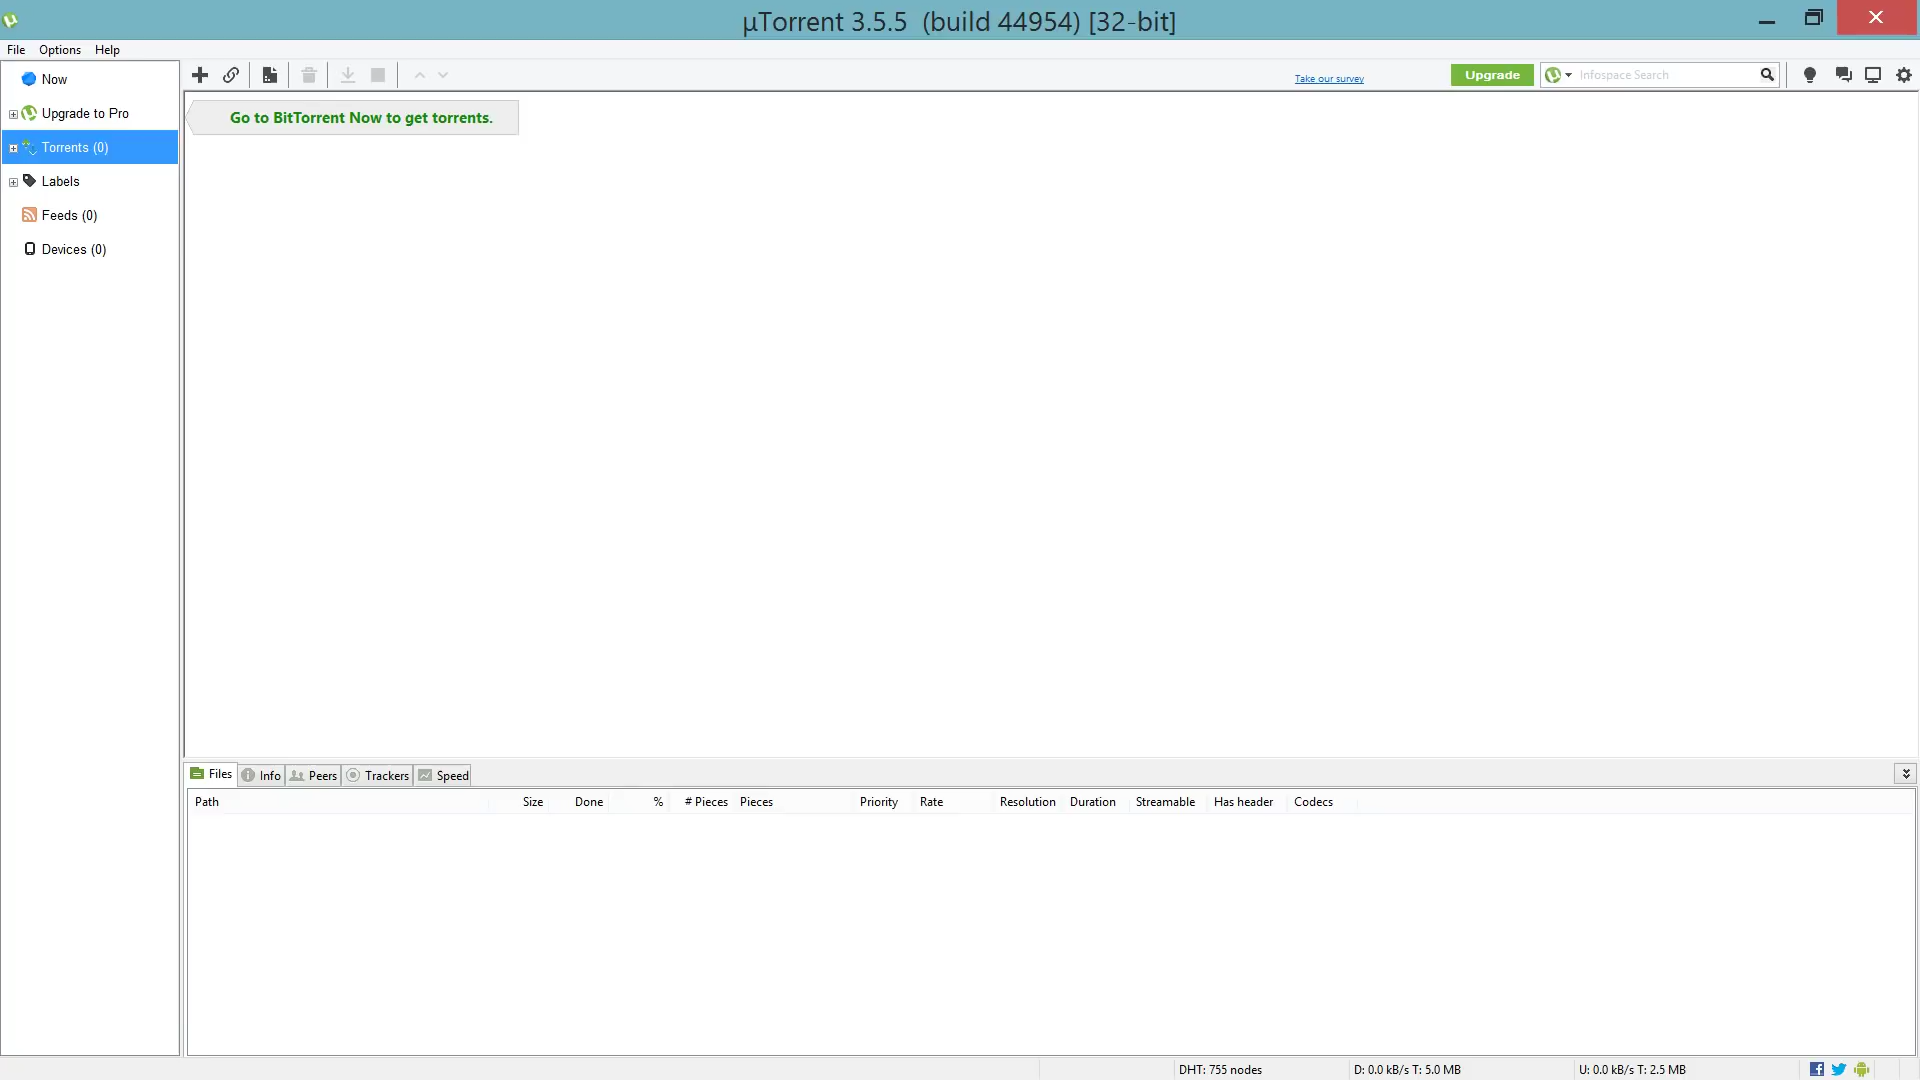 µTorrent 3.5.5 (build 44954) [32-bit]
File Options Help
Now
Upgrade to Pro
Torrents (0)
Labels
Feeds (0)
Devices (0)
Take our survey
Upgrade
Infospace Search
Go to BitTorrent Now to get torrents.
Files Info Peers Trackers Speed
Path Size Done % # Pieces Pieces Priority Rate Resolution Duration Streamable Has header Codecs
DHT: 755 nodes D: 0.0 kB/s T: 5.0 MB U: 0.0 kB/s T: 2.5 MB